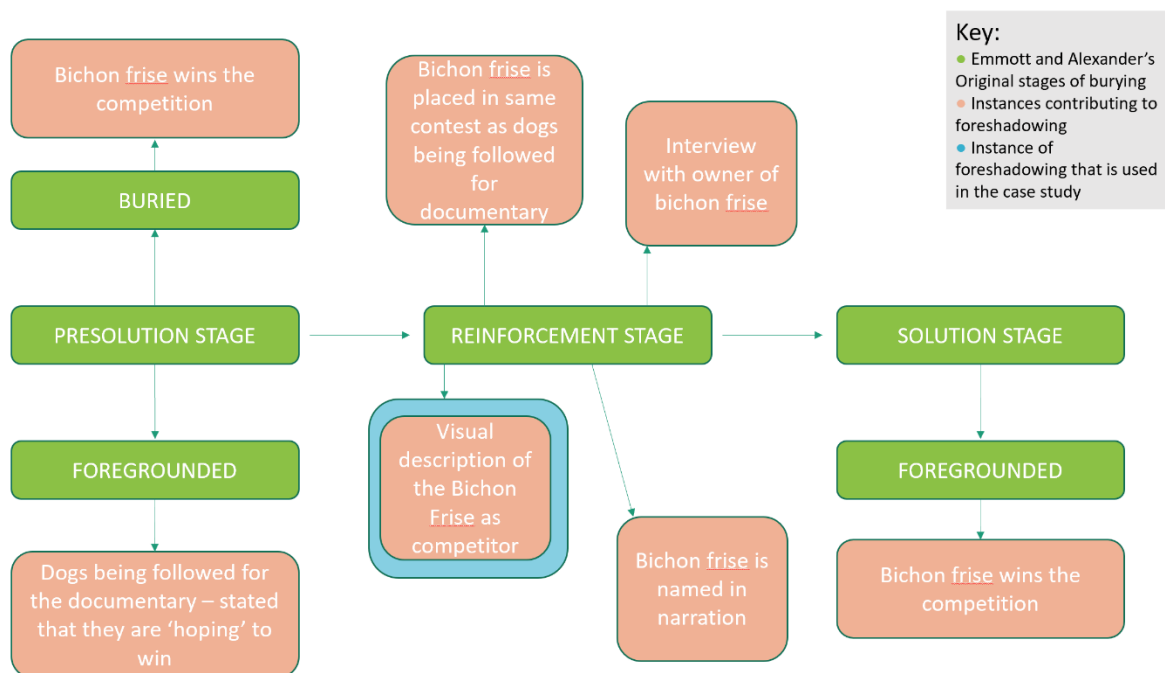 Key:
● Emmott and Alexander's
Original stages of burying
● Instances contributing to
foreshadowing
● Instance of
foreshadowing that is used
in the case study
Bichon frise wins the
competition
BURIED
Bichon frise is
placed in same
contest as dogs
being followed
for
documentary
Interview
with owner of
bichon frise
PRESOLUTION STAGE
REINFORCEMENT STAGE
SOLUTION STAGE
FOREGROUNDED
Visual
description of
the Bichon
Frise as
competitor
FOREGROUNDED
Dogs being followed for
the documentary – stated
that they are ‘hoping’ to
win
Bichon frise is
named in
narration
Bichon frise wins the
competition